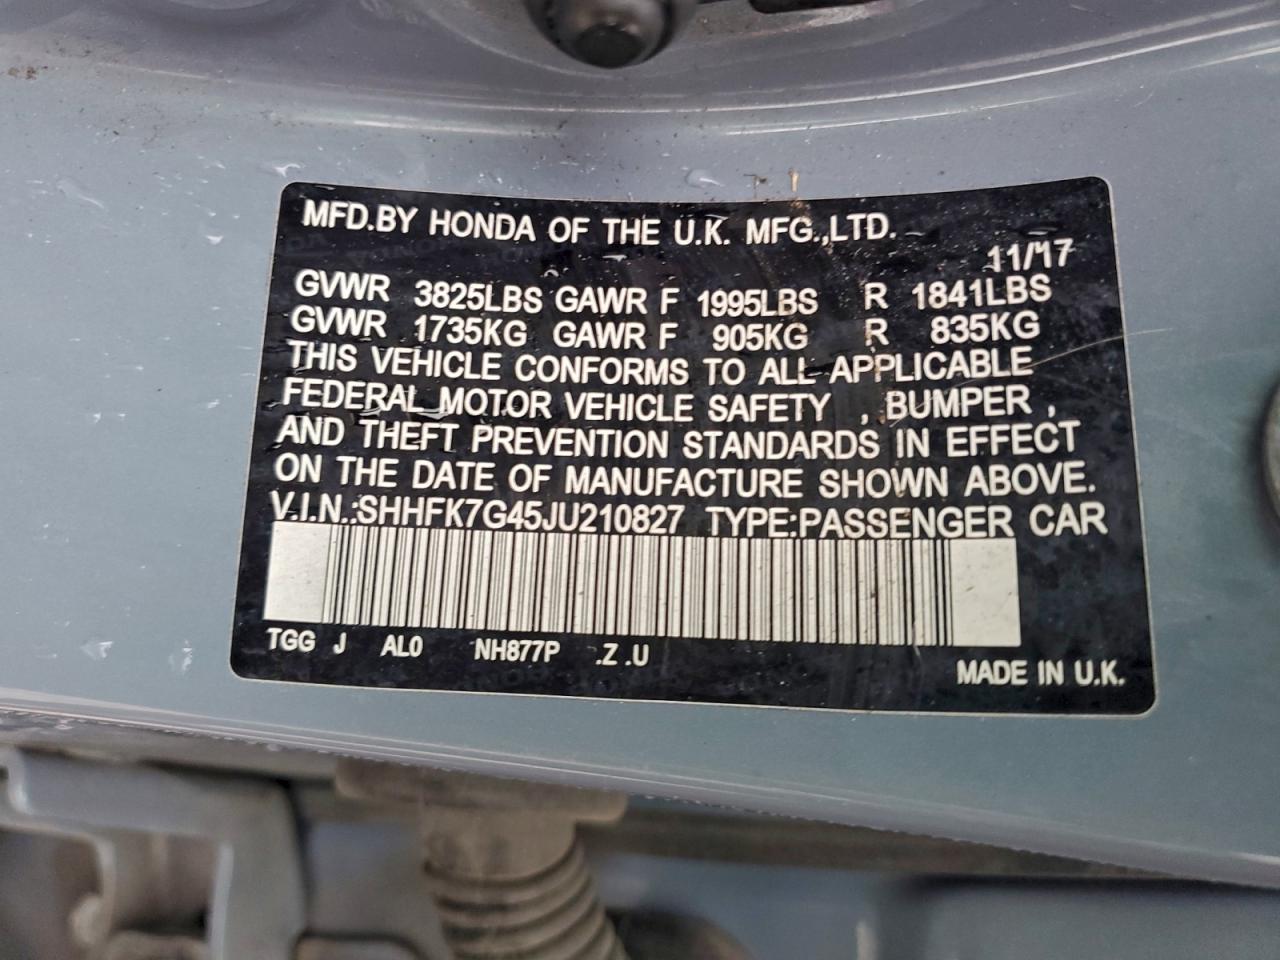 MFD.BY HONDA OF THE U.K. MFG.,LTD.
11/17
GVWR 3825LBS GAWR F 1995LBS R 1841LBS
GVWR 1735KG GAWR F 905KG R 835KG
THIS VEHICLE CONFORMS TO ALL APPLICABLE
FEDERAL MOTOR VEHICLE SAFETY , BUMPER ,
AND THEFT PREVENTION STANDARDS IN EFFECT
ON THE DATE OF MANUFACTURE SHOWN ABOVE.
V.I.N.:SHHFK7G45JU210827 TYPE:PASSENGER CAR
TGG J AL0 NH877P .Z .U
MADE IN U.K.